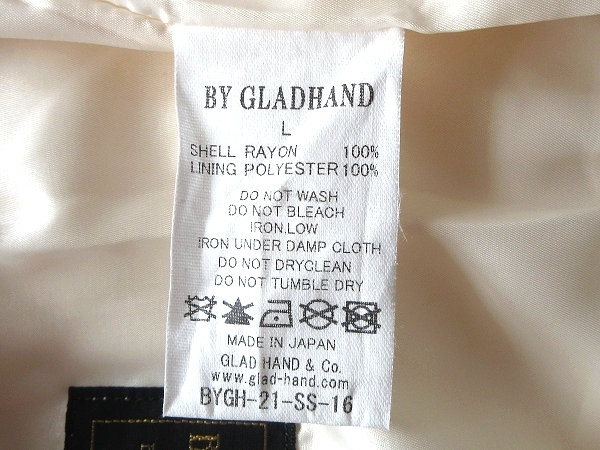 BY GLADHAND
L
SHELL RAYON 100%
LINING POLYESTER 100%
DO NOT WASH
DO NOT BLEACH
IRON,LOW
IRON UNDER DAMP CLOTH
DO NOT DRYCLEAN
DO NOT TUMBLE DRY
MADE IN JAPAN
GLAD HAND & Co.
www.glad-hand.com
BYGH-21-SS-16